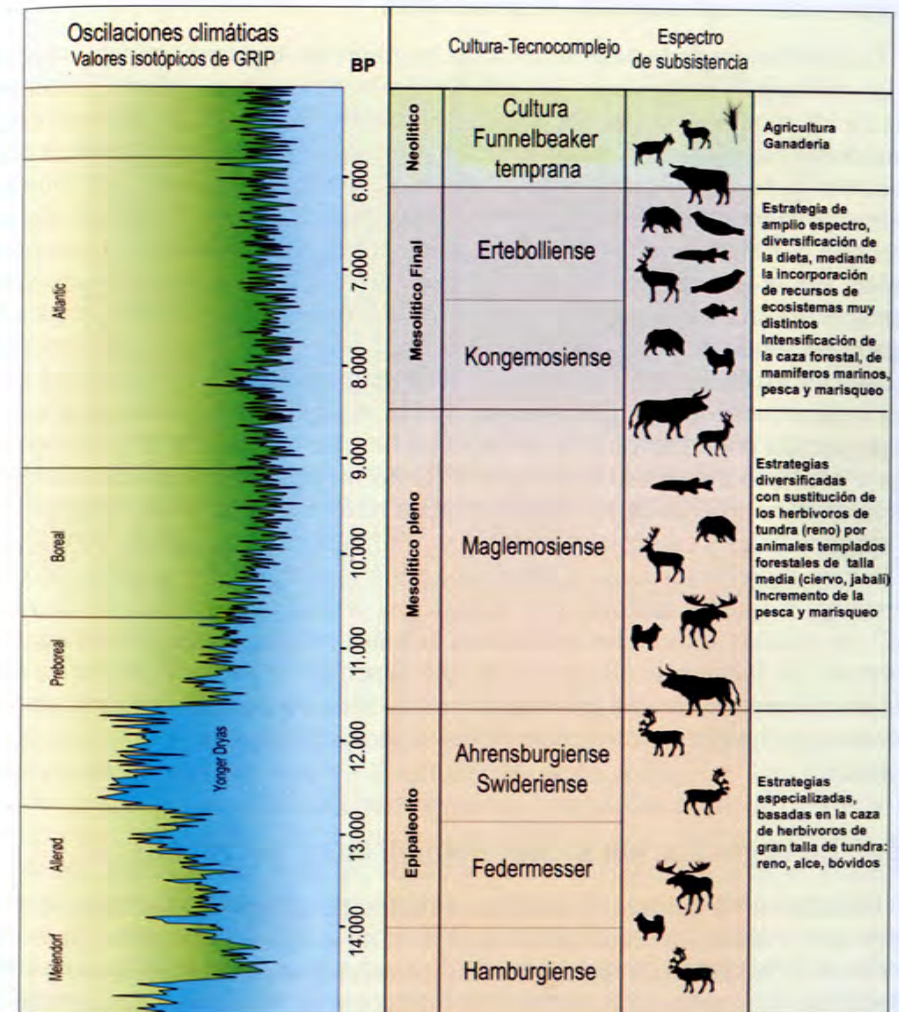 Oscilaciones climáticas
Valores isotópicos de GRIP
BP
Cultura-Tecnocomplejo
Espectro
de subsistencia
Atlantic
Boreal
Preboreal
Yonger Dryas
Allerød
Meiendorf
6.000
7.000
8.000
9.000
10.000
11.000
12.000
13.000
14.000
Neolítico
Cultura
Funnelbeaker
temprana
Agricultura
Ganadería
Mesolítico Final
Ertebolliense
Kongemosiense
Estrategia de
amplio espectro,
diversificación de
la dieta, mediante
la incorporación
de recursos de
ecosistemas muy
distintos
Intensificación de
la caza forestal, de
mamíferos marinos,
pesca y marisqueo
Mesolítico pleno
Maglemosiense
Estrategias
diversificadas
con sustitución de
los herbívoros de
tundra (reno) por
animales templados
forestales de talla
media (ciervo, jabalí)
Incremento de la
pesca y marisqueo
Epipaleolito
Ahrensburgiense
Swideriense
Federmesser
Hamburgiense
Estrategias
especializadas,
basadas en la caza
de herbívoros de
gran talla de tundra:
reno, alce, bóvidos